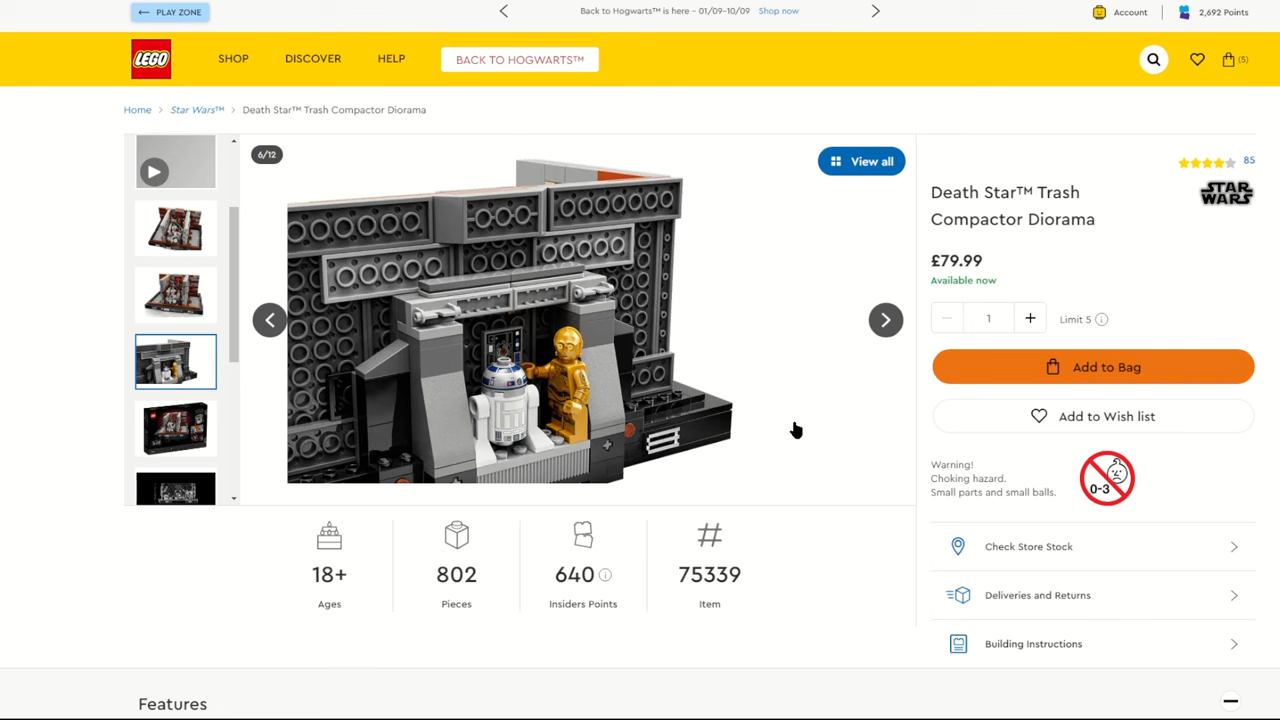 ← PLAY ZONE
Back to Hogwarts™ is here - 01/09-10/09 Shop now
Account
2,692 Points
LEGO
SHOP
DISCOVER
HELP
BACK TO HOGWARTS™
(5)
Home > Star Wars™ > Death Star™ Trash Compactor Diorama
6/12
View all
85
Death Star™ Trash
Compactor Diorama
STAR
WARS
£79.99
Available now
− 1 +
Limit 5
Add to Bag
Add to Wish list
Warning!
Choking hazard.
Small parts and small balls.
0-3
Check Store Stock
Deliveries and Returns
Building Instructions
18+
Ages
802
Pieces
640
Insiders Points
#
75339
Item
Features